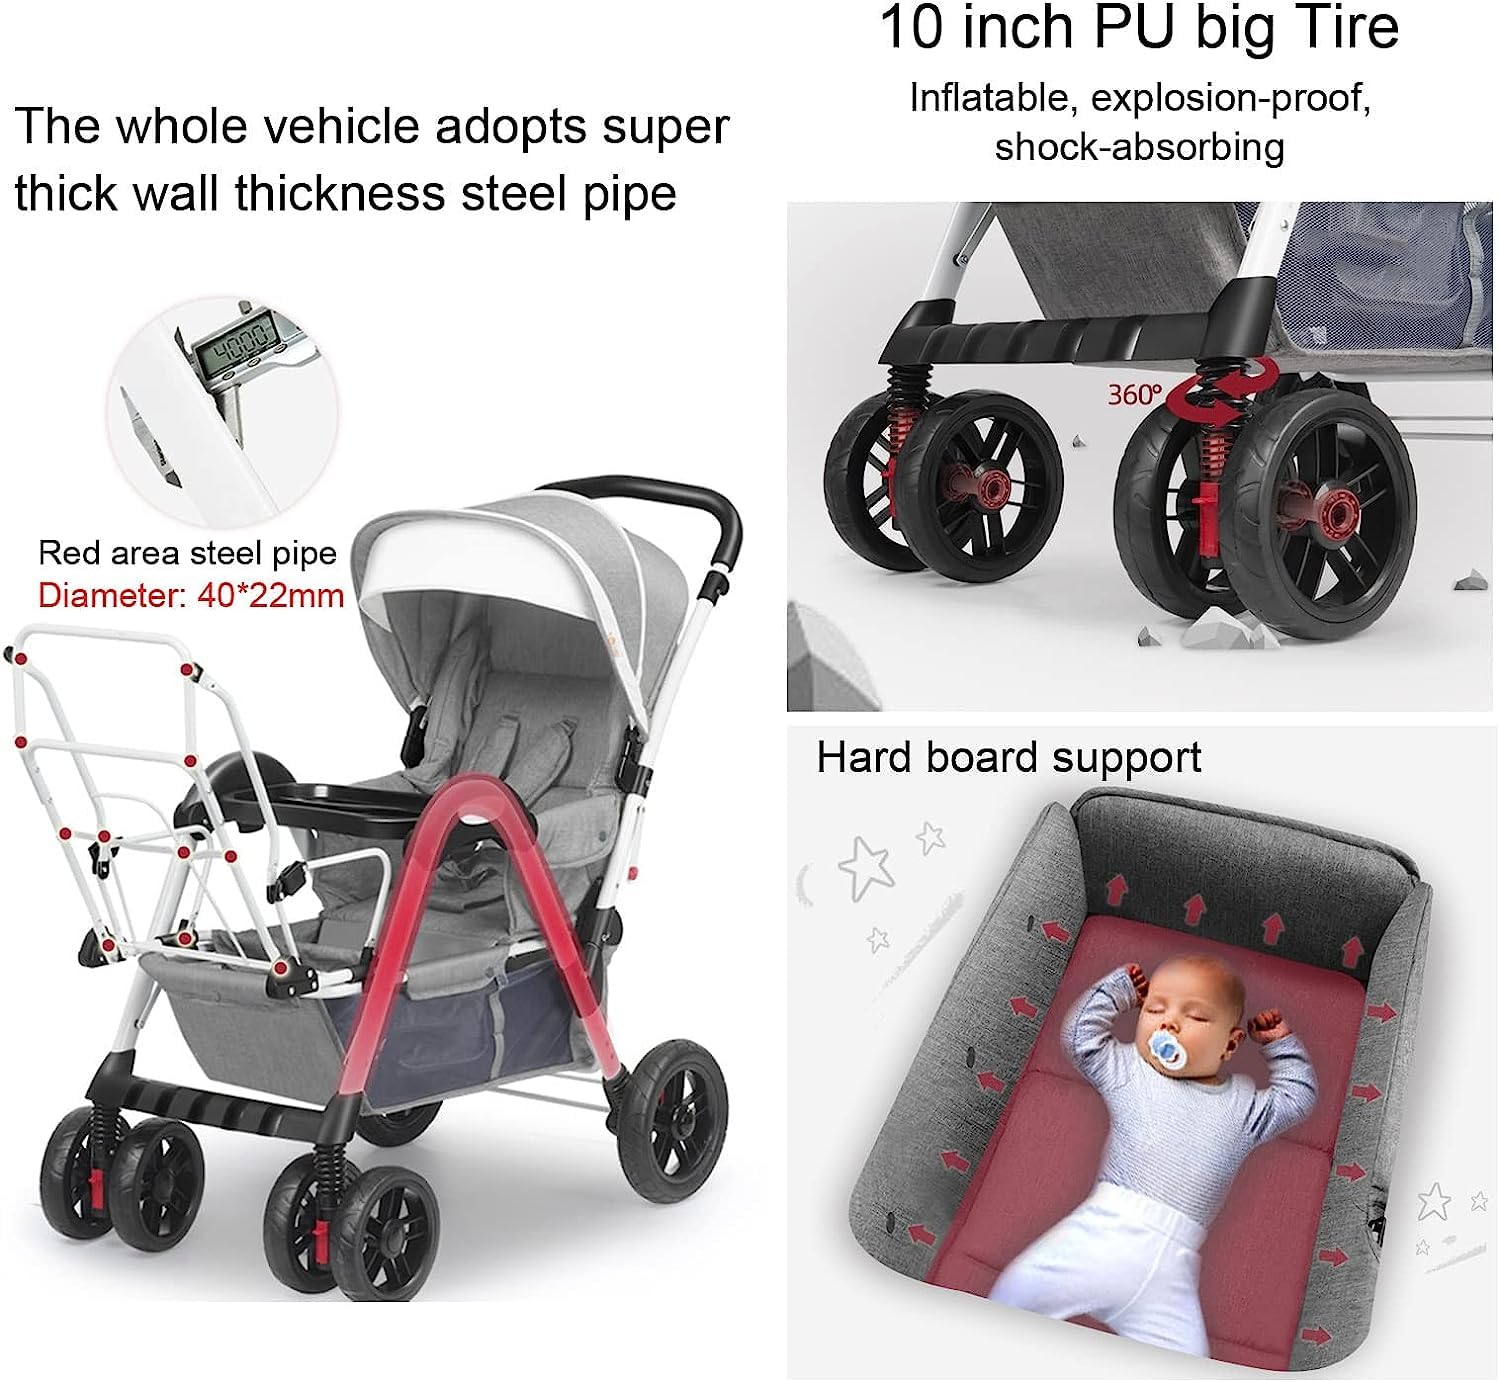 The whole vehicle adopts super
thick wall thickness steel pipe
40.00
Red area steel pipe
Diameter: 40*22mm
10 inch PU big Tire
Inflatable, explosion-proof,
shock-absorbing
360°
Hard board support